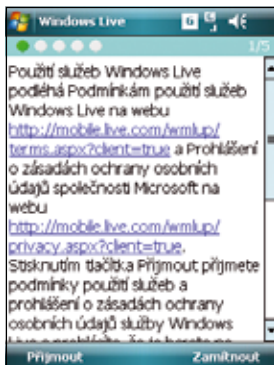 Windows Live
1/5
Použití služeb Windows Live
podléhá Podmínkám použití služeb
Windows Live na webu
http://mobile.live.com/wmlup/
terms.aspx?client=true a Prohlášení
o zásadách ochrany osobních
údajů společnosti Microsoft na
webu
http://mobile.live.com/wmlup/
privacy.aspx?client=true.
Stisknutím tlačítka Přijmout přijmete
podmínky použití služeb a
prohlášení o zásadách ochrany
osobních údajů služby Windows
Přijmout
Zamítnout